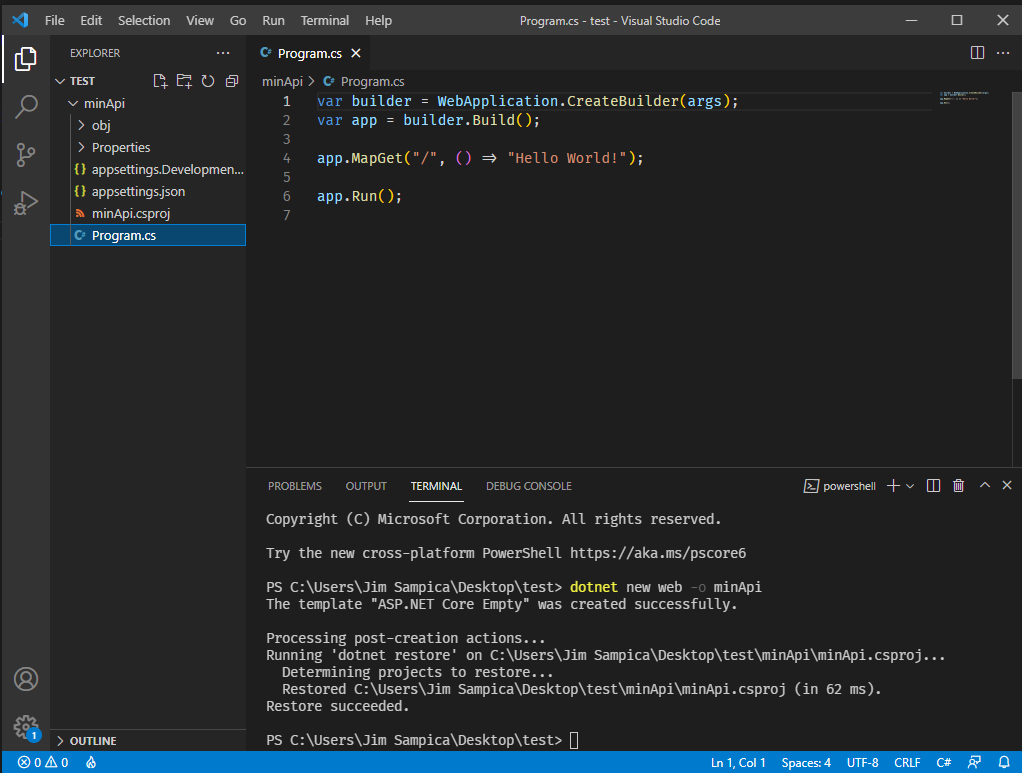 File Edit Selection View Go Run Terminal Help Program.cs - test - Visual Studio Code
EXPLORER
TEST
minApi
obj
Properties
appsettings.Developmen...
appsettings.json
minApi.csproj
Program.cs
OUTLINE
Program.cs
minApi > Program.cs
1 var builder = WebApplication.CreateBuilder(args);
2 var app = builder.Build();
3
4 app.MapGet("/", () => "Hello World!");
5
6 app.Run();
7
PROBLEMS OUTPUT TERMINAL DEBUG CONSOLE powershell
Copyright (C) Microsoft Corporation. All rights reserved.
Try the new cross-platform PowerShell https://aka.ms/pscore6
PS C:\Users\Jim Sampica\Desktop\test> dotnet new web -o minApi
The template "ASP.NET Core Empty" was created successfully.
Processing post-creation actions...
Running 'dotnet restore' on C:\Users\Jim Sampica\Desktop\test\minApi\minApi.csproj...
Determining projects to restore...
Restored C:\Users\Jim Sampica\Desktop\test\minApi\minApi.csproj (in 62 ms).
Restore succeeded.
PS C:\Users\Jim Sampica\Desktop\test>
1
0 0 Ln 1, Col 1 Spaces: 4 UTF-8 CRLF C#